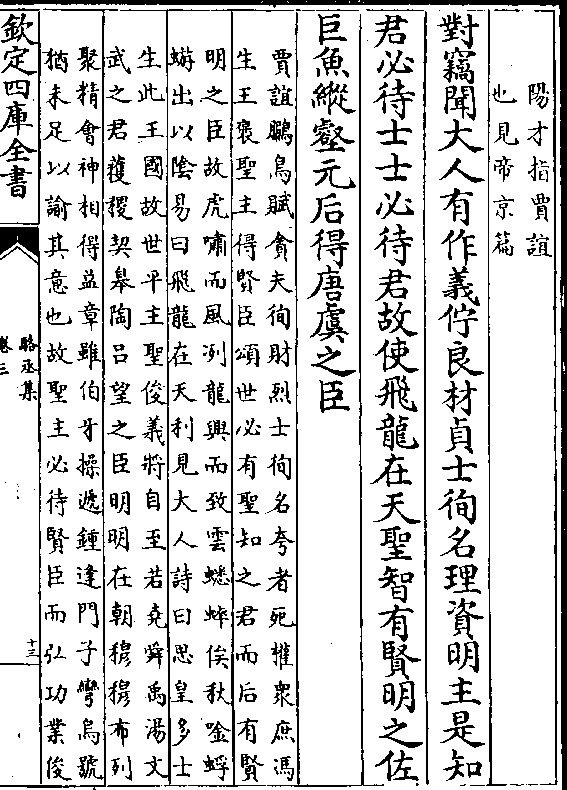 陽才指賈誼
也見帝京篇
對竊聞大人有作義佇良材貞士徇名理資明主是知
君必待士士必待君故使飛龍在天聖智有賢明之佐
巨魚縱壑元后得唐虞之臣
賈誼鵬鳥賦貪夫徇財烈士徇名夸者死權衆庶馮
生王褒聖主得賢臣頌世必有聖知之君而后有賢
明之臣故虎嘯而風冽龍興而致雲蟋蟀俟秋唫蜉
蝣出以陰易曰飛龍在天利見大人詩曰思皇多士
生此王國故世平主聖俊義將自至若堯舜禹湯文
武之君獲稷契皋陶呂望之臣明明在朝穆穆布列
聚精會神相得益章雖伯牙操遞鍾逢門子彎烏號
猶未足以諭其意也故聖主必待賢臣而弘功業俊
欽定四庫全書
駱丞集
卷三
十三